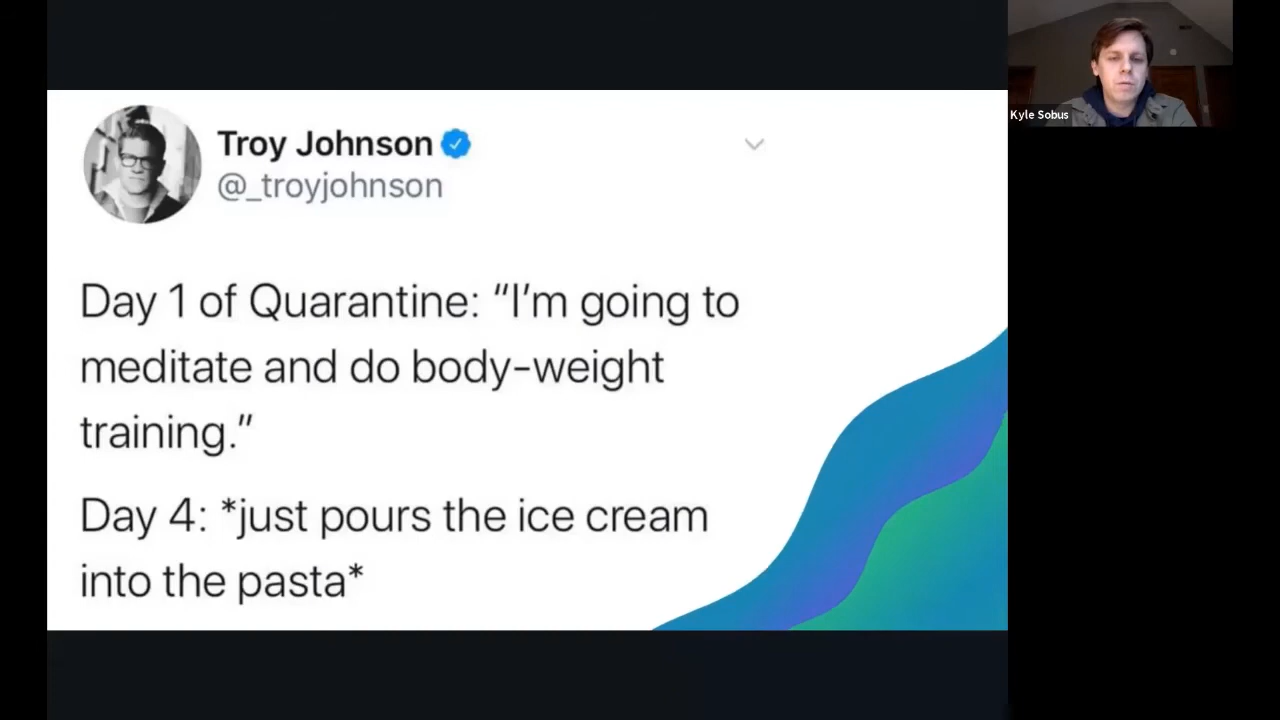 Troy Johnson
@_troyjohnson
Day 1 of Quarantine: “I’m going to
meditate and do body-weight
training.”
Day 4: *just pours the ice cream
into the pasta*
Kyle Sobus